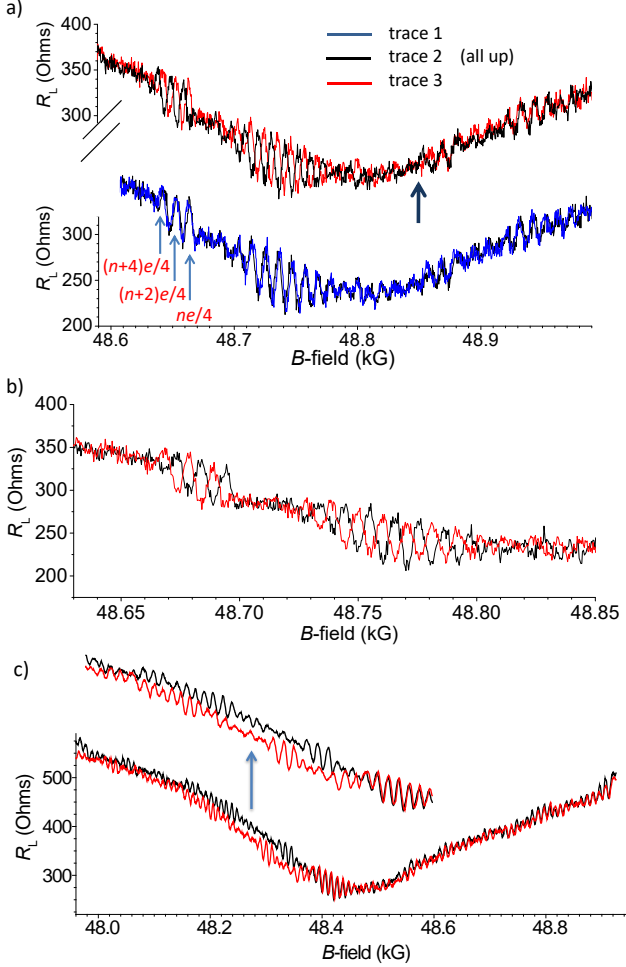 a)
trace 1
trace 2 (all up)
trace 3
400
350
300
R_L (Ohms)
300
250
200
R_L (Ohms)
(n+4)e/4
(n+2)e/4
ne/4
48.6 48.7 48.8 48.9
B-field (kG)
b)
400
350
300
250
200
R_L (Ohms)
48.65 48.70 48.75 48.80 48.85
B-field (kG)
c)
500
400
300
R_L (Ohms)
48.0 48.2 48.4 48.6 48.8
B-field (kG)